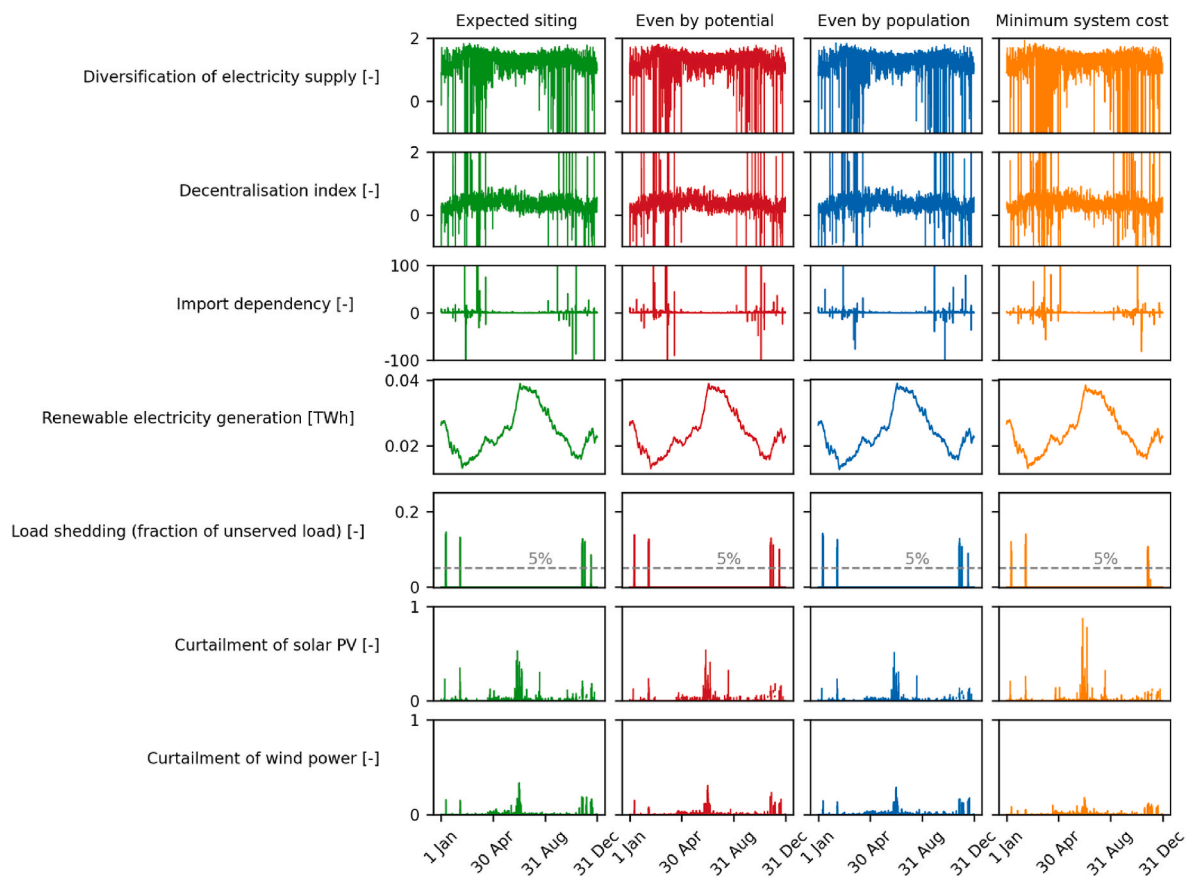 Expected siting Even by potential Even by population Minimum system cost
Diversification of electricity supply [-]
2
0
Decentralisation index [-]
2
0
Import dependency [-]
100
0
-100
Renewable electricity generation [TWh]
0.04
0.02
Load shedding (fraction of unserved load) [-]
0.2
0
5% 5% 5% 5%
Curtailment of solar PV [-]
1
0
Curtailment of wind power [-]
1
0
1 Jan 30 Apr 31 Aug 31 Dec 1 Jan 30 Apr 31 Aug 31 Dec 1 Jan 30 Apr 31 Aug 31 Dec 1 Jan 30 Apr 31 Aug 31 Dec